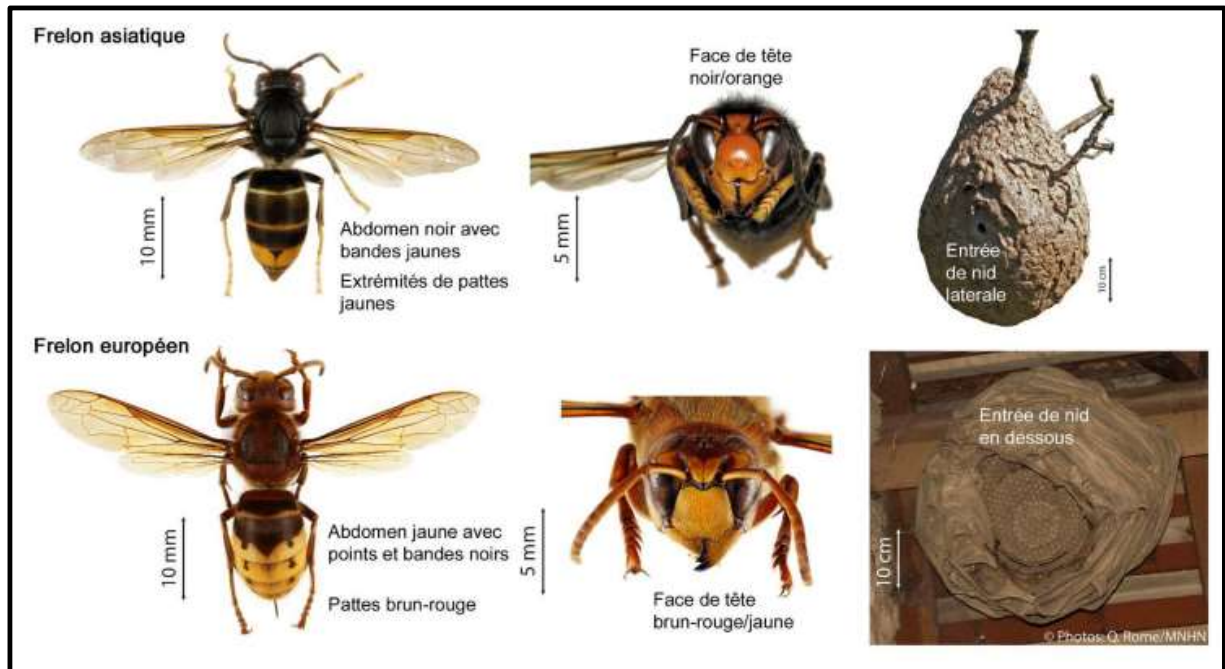 Frelon asiatique
Face de tête
noir/orange
10 mm
Abdomen noir avec
bandes jaunes
Extrémités de pattes
jaunes
5 mm
Entrée
de nid
laterale
10 cm
Frelon européen
10 mm
Abdomen jaune avec
points et bandes noirs
Pattes brun-rouge
5 mm
Face de tête
brun-rouge/jaune
Entrée de nid
en dessous
10 cm
© Photos: Q. Rome/MNHN